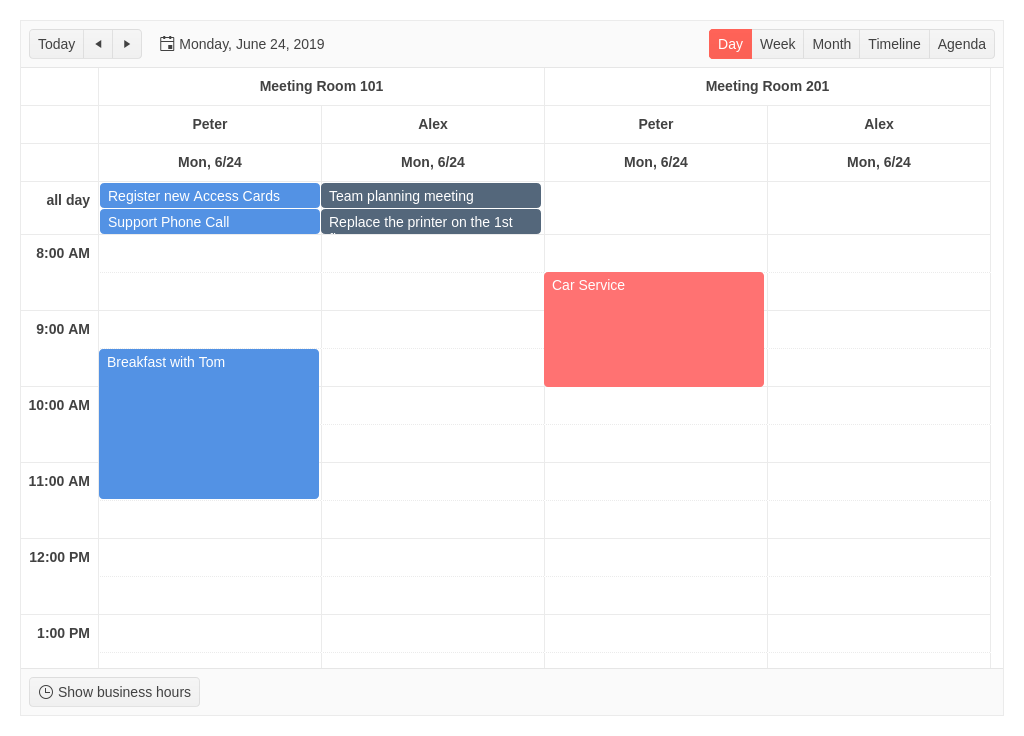 Today
Monday, June 24, 2019
Day Week Month Timeline Agenda
Meeting Room 101 Meeting Room 201
Peter Alex Peter Alex
Mon, 6/24 Mon, 6/24 Mon, 6/24 Mon, 6/24
all day
Register new Access Cards Team planning meeting
Support Phone Call Replace the printer on the 1st
8:00 AM
Car Service
9:00 AM
Breakfast with Tom
10:00 AM
11:00 AM
12:00 PM
1:00 PM
Show business hours